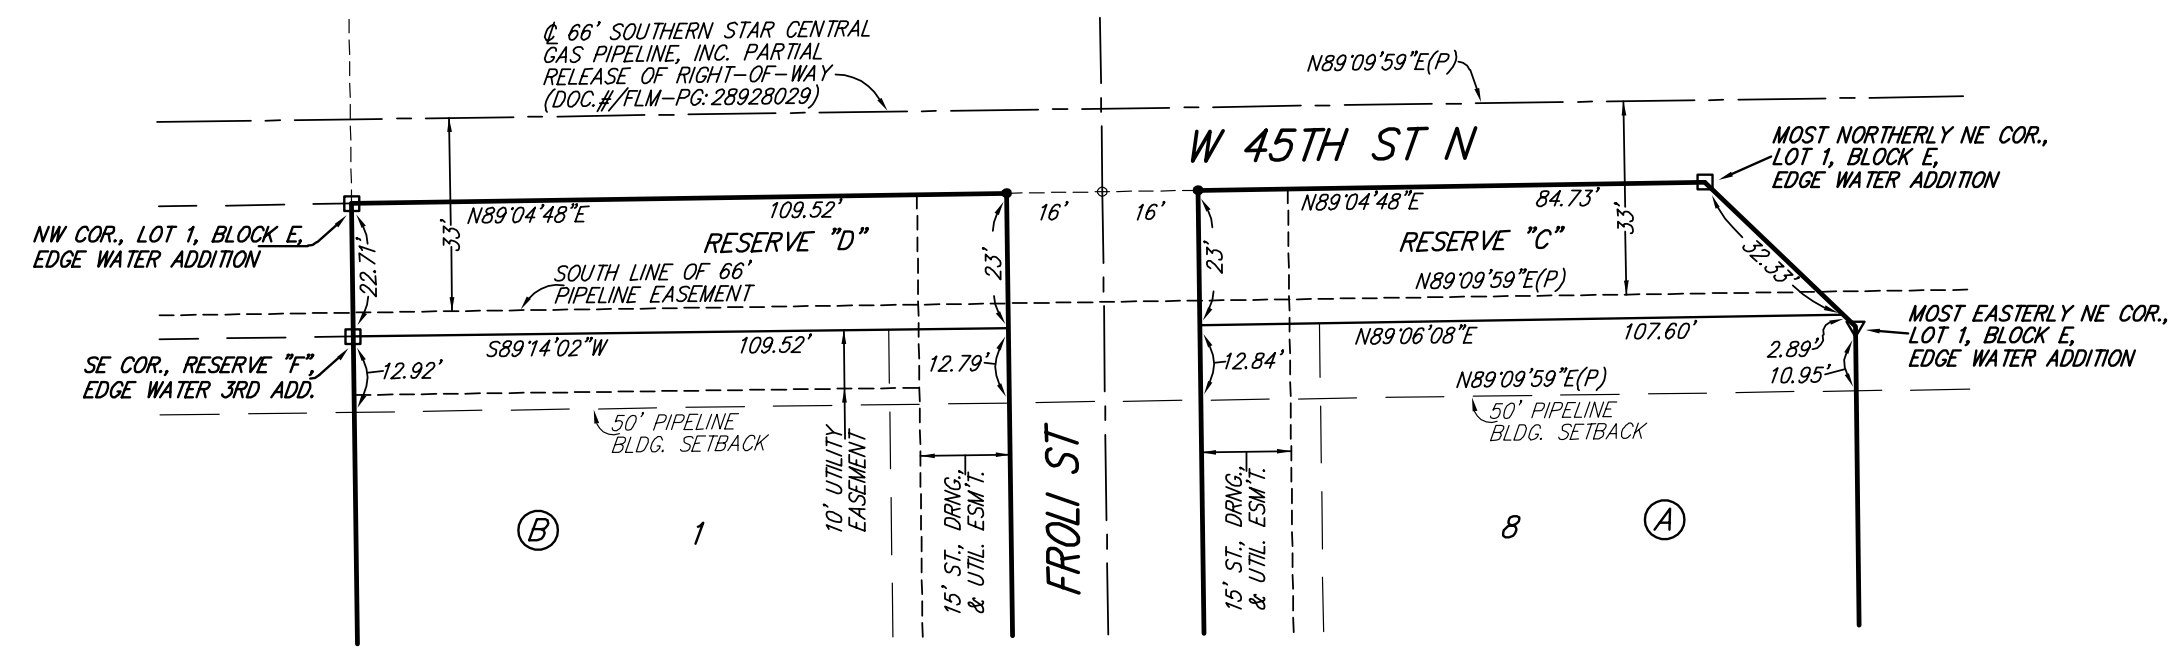 ℄ 66' SOUTHERN STAR CENTRAL
GAS PIPELINE, INC. PARTIAL
RELEASE OF RIGHT-OF-WAY
(DOC.#/FLM-PG: 28928029)
N89°09'59"E(P)
W 45TH ST N
MOST NORTHERLY NE COR.,
LOT 1, BLOCK E,
EDGE WATER ADDITION
NW COR., LOT 1, BLOCK E,
EDGE WATER ADDITION
N89°04'48"E
109.52'
33'
22.71'
RESERVE "D"
23'
16'
16'
23'
N89°04'48"E
84.73'
33'
RESERVE "C"
32.33'
SOUTH LINE OF 66'
PIPELINE EASEMENT
N89°09'59"E(P)
MOST EASTERLY NE COR.,
LOT 1, BLOCK E,
EDGE WATER ADDITION
SE COR., RESERVE "F",
EDGE WATER 3RD ADD.
S89°14'02"W
109.52'
12.92'
12.79'
12.84'
N89°06'08"E
107.60'
2.89'
10.95'
N89°09'59"E(P)
50' PIPELINE
BLDG. SETBACK
50' PIPELINE
BLDG. SETBACK
10' UTILITY
EASEMENT
15' ST., DRNG.,
& UTIL. ESM'T.
FROLI ST
15' ST., DRNG.,
& UTIL. ESM'T.
B
1
8
A